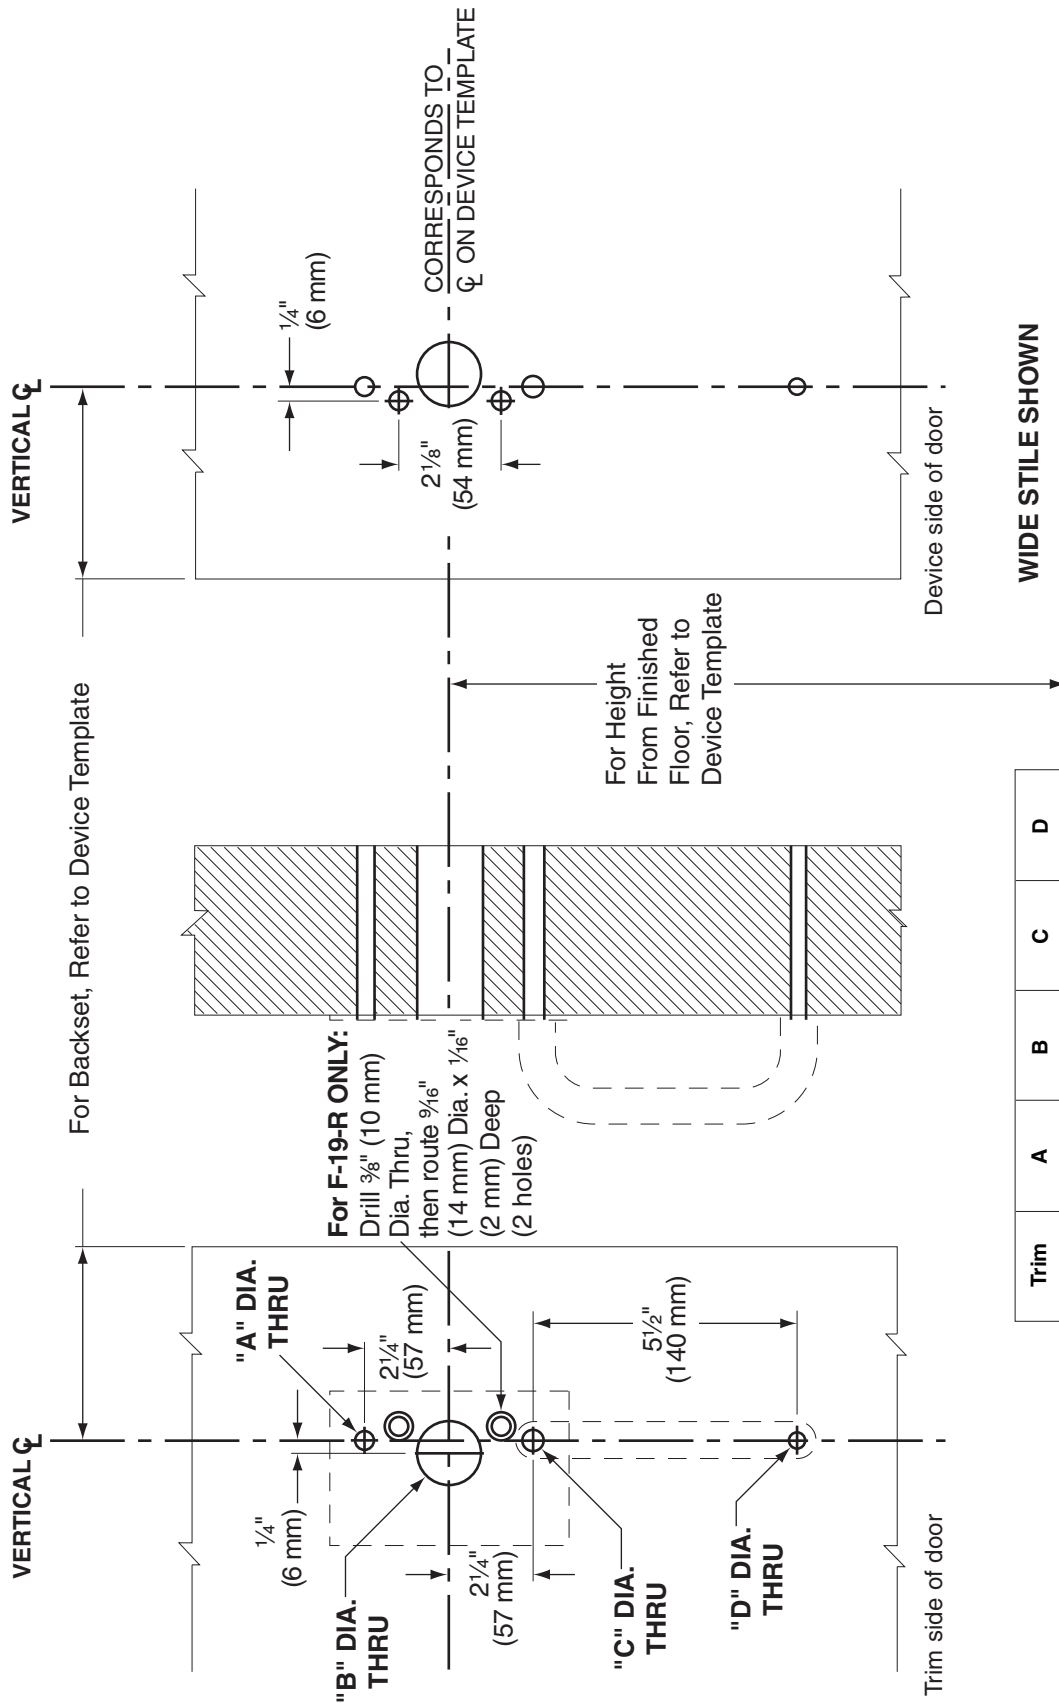 VERTICAL ℄
For Backset, Refer to Device Template
VERTICAL ℄
"A" DIA.
THRU
1/4"
(6 mm)
"B" DIA.
THRU
2 1/4"
(57 mm)
2 1/4"
(57 mm)
"C" DIA.
THRU
5 1/2"
(140 mm)
"D" DIA.
THRU
Trim side of door
For F-19-R ONLY:
Drill 3/8" (10 mm)
Dia. Thru,
then route 9/16"
(14 mm) Dia. x 1/16"
(2 mm) Deep
(2 holes)
For Height
From Finished
Floor, Refer to
Device Template
1/4"
(6 mm)
2 1/8"
(54 mm)
CORRESPONDS TO
℄ ON DEVICE TEMPLATE
Device side of door
WIDE STILE SHOWN
Trim A B C D